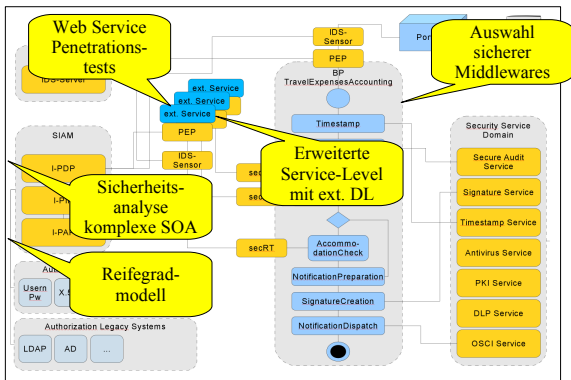 Web Service
Penetrations-
tests
IDS-
Sensor
PEP
Auswahl
sicherer
Middlewares
IDS-Server
ext. Service
ext. Service
ext. Service
PEP
IDS-
Sensor
BP
TravelExpensesAccounting
Timestamp
SIAM
I-PDP
Sicherheits-
analyse
komplexe SOA
Erweiterte
Service-Level
mit ext. DL
secRT
Accommo-
dationCheck
NotificationPreparation
SignatureCreation
NotificationDispatch
Reifegrad-
modell
Usern
Pw
Authorization Legacy Systems
LDAP
AD
...
Security Service
Domain
Secure Audit
Service
Signature Service
Timestamp Service
Antivirus Service
PKI Service
DLP Service
OSCI Service